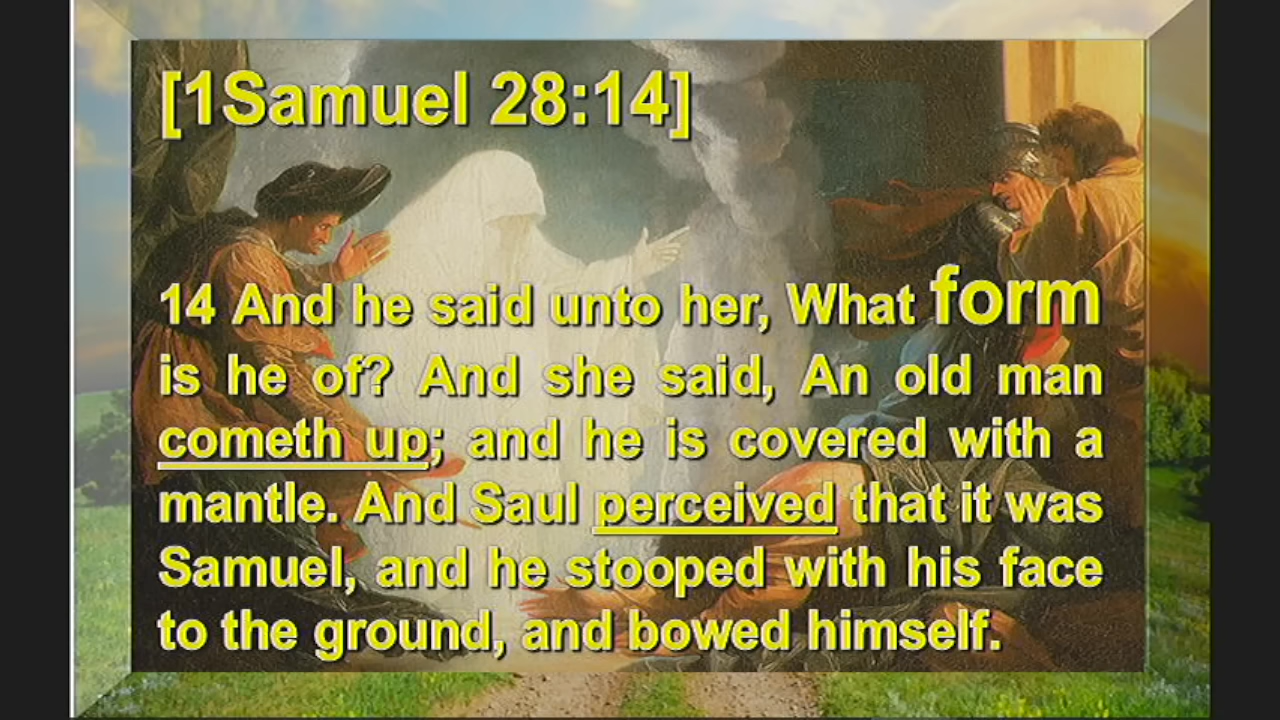 [1Samuel 28:14]
14 And he said unto her, What form
is he of? And she said, An old man
cometh up; and he is covered with a
mantle. And Saul perceived that it was
Samuel, and he stooped with his face
to the ground, and bowed himself.